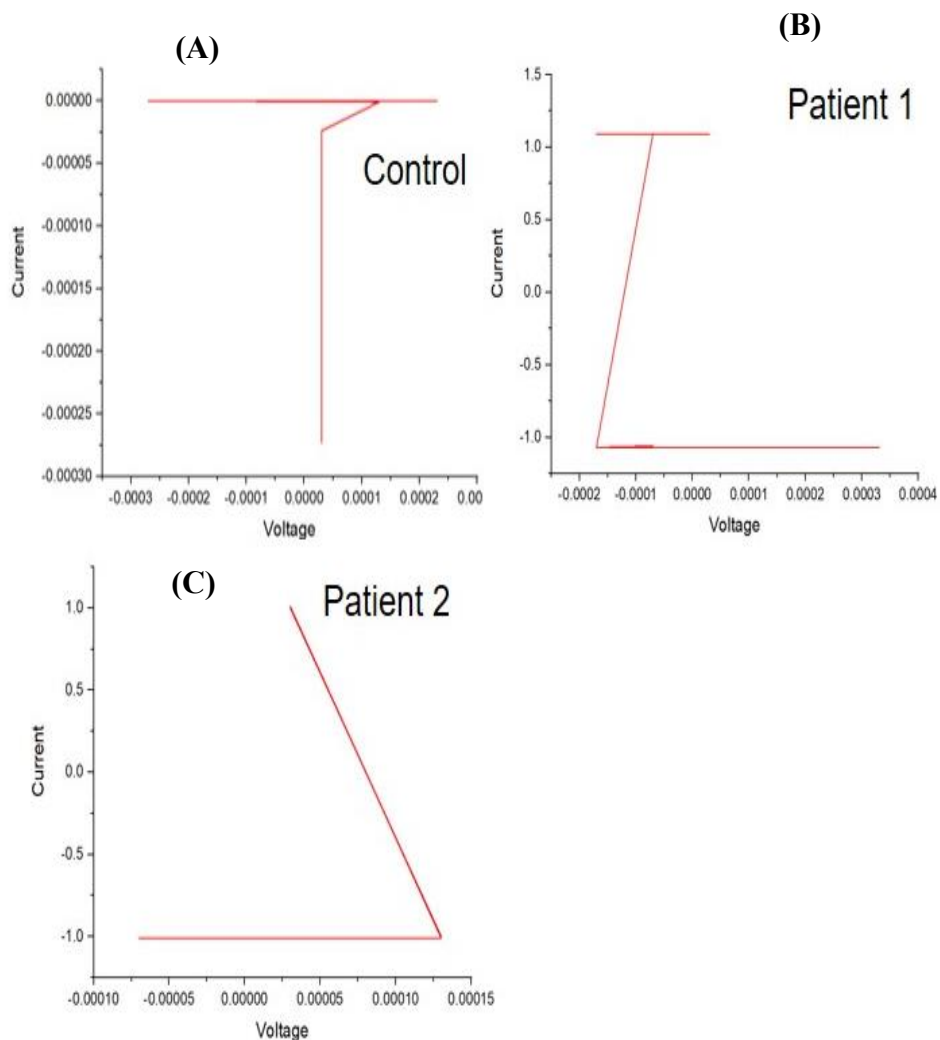 (A)
Control
0.00000
-0.00005
-0.00010
-0.00015
-0.00020
-0.00025
-0.00030
Current
-0.0003 -0.0002 -0.0001 0.0000 0.0001 0.0002 0.00
Voltage
(B)
Patient 1
1.5
1.0
0.5
0.0
-0.5
-1.0
Current
-0.0002 -0.0001 0.0000 0.0001 0.0002 0.0003 0.0004
Voltage
(C)
Patient 2
1.0
0.5
0.0
-0.5
-1.0
Current
-0.00010 -0.00005 0.00000 0.00005 0.00010 0.00015
Voltage